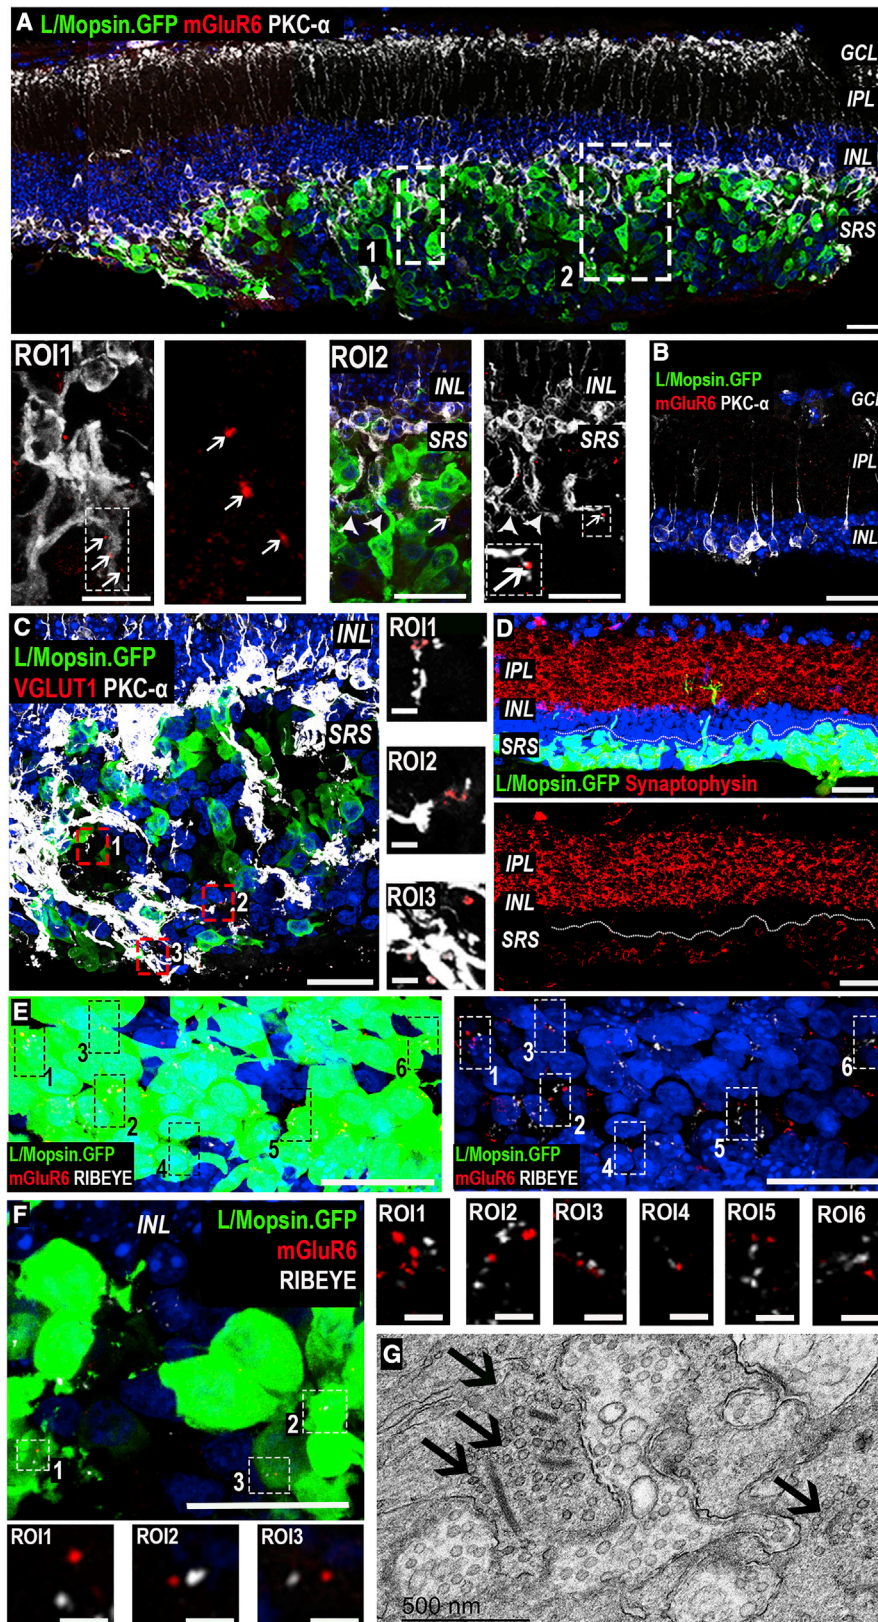 A L/Mopsin.GFP mGluR6 PKC-α
GCL
IPL
INL
SRS
1
2
ROI1
ROI2
INL
SRS
INL
SRS
B
L/Mopsin.GFP
mGluR6 PKC-α
GCL
IPL
INL
C
L/Mopsin.GFP
VGLUT1 PKC-α
INL
SRS
1
2
3
ROI1
ROI2
ROI3
D
IPL
INL
SRS
L/Mopsin.GFP Synaptophysin
IPL
INL
SRS
E
1
2
3
4
5
6
L/Mopsin.GFP
mGluR6 RIBEYE
1
2
3
4
5
6
L/Mopsin.GFP
mGluR6 RIBEYE
F
INL
L/Mopsin.GFP
mGluR6
RIBEYE
1
2
3
ROI1
ROI2
ROI3
ROI4
ROI5
ROI6
ROI1
ROI2
ROI3
G
500 nm